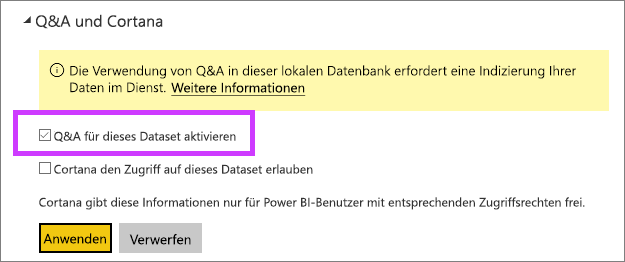 Q&A und Cortana
Die Verwendung von Q&A in dieser lokalen Datenbank erfordert eine Indizierung Ihrer
Daten im Dienst. Weitere Informationen
Q&A für dieses Dataset aktivieren
Cortana den Zugriff auf dieses Dataset erlauben
Cortana gibt diese Informationen nur für Power BI-Benutzer mit entsprechenden Zugriffsrechten frei.
Anwenden Verwerfen